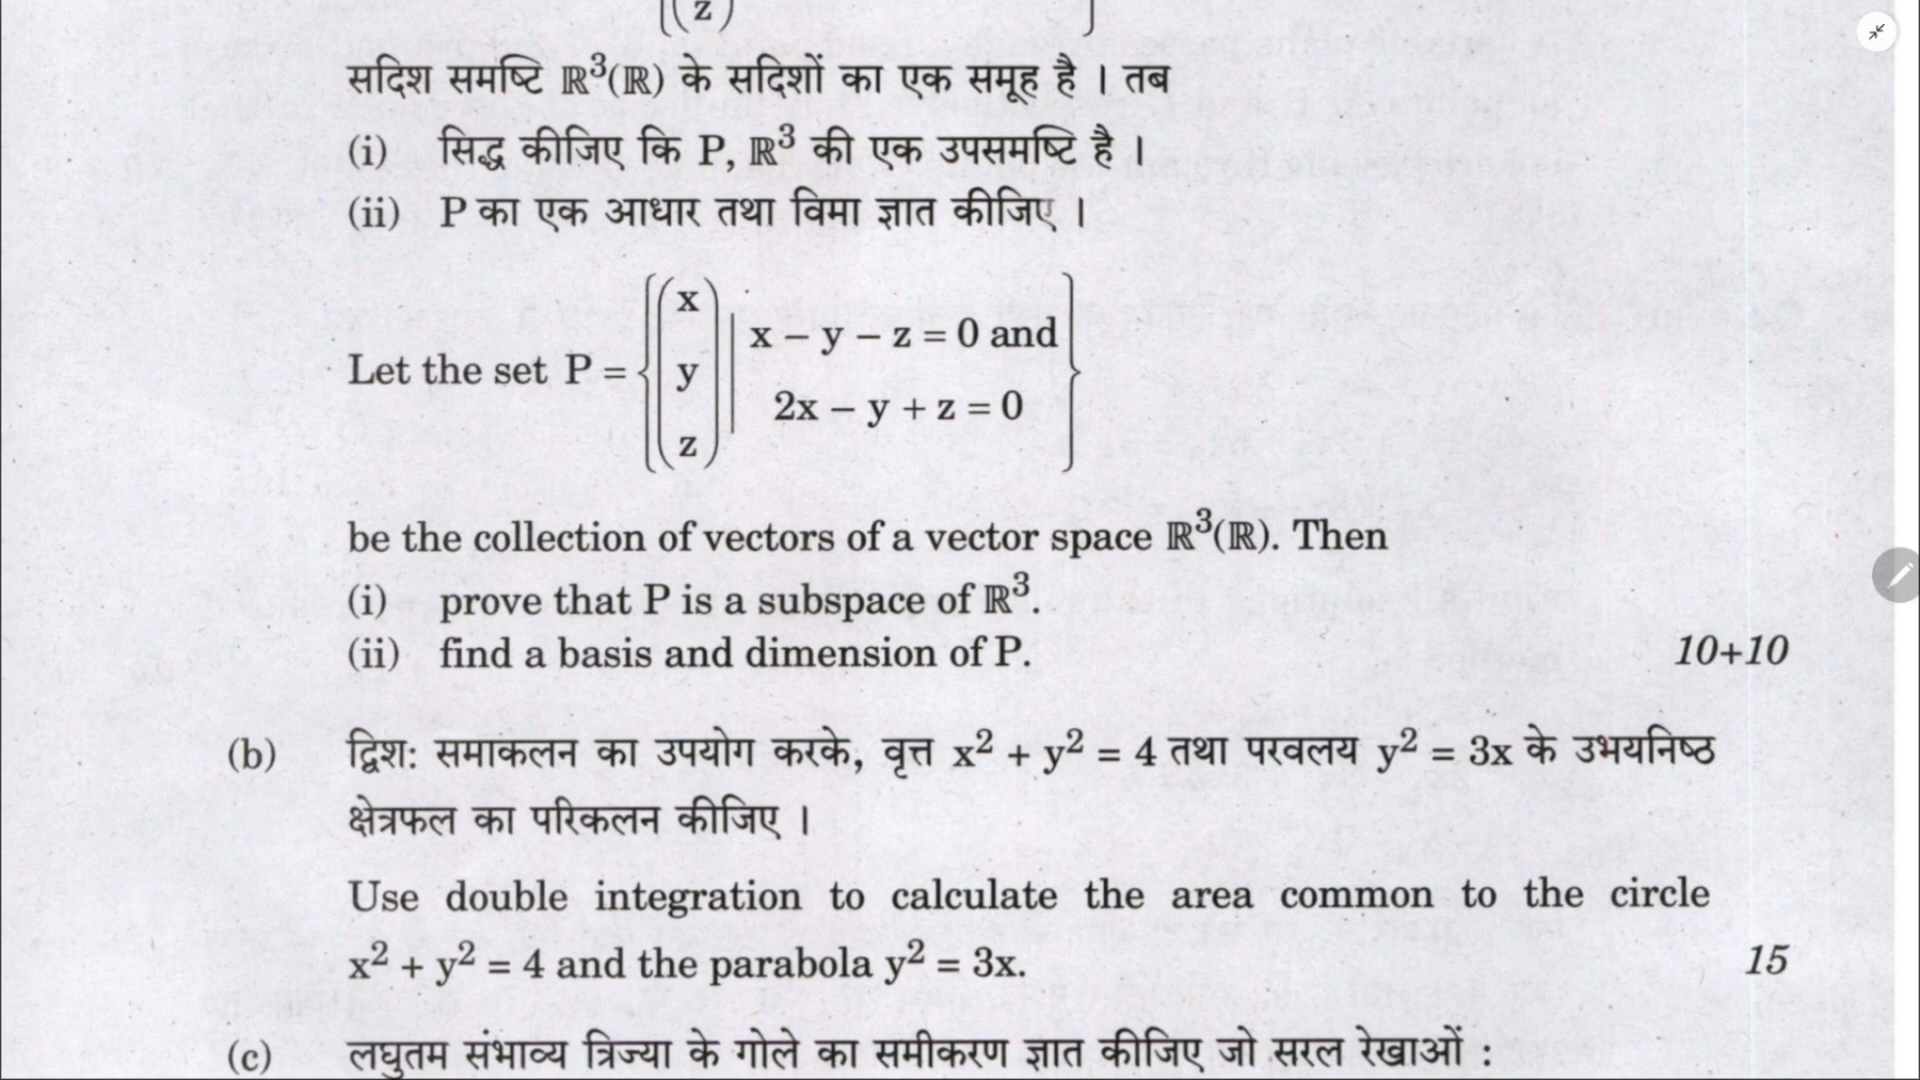 z
सदिश समष्टि ℝ³(ℝ) के सदिशों का एक समूह है । तब
(i) सिद्ध कीजिए कि P, ℝ³ की एक उपसमष्टि है ।
(ii) P का एक आधार तथा विमा ज्ञात कीजिए ।
x
x – y – z = 0 and
Let the set P = y
2x – y + z = 0
z
be the collection of vectors of a vector space ℝ³(ℝ). Then
(i) prove that P is a subspace of ℝ³.
(ii) find a basis and dimension of P. 10+10
(b) द्विश: समाकलन का उपयोग करके, वृत्त x² + y² = 4 तथा परवलय y² = 3x के उभयनिष्ठ
क्षेत्रफल का परिकलन कीजिए ।
Use double integration to calculate the area common to the circle
x² + y² = 4 and the parabola y² = 3x. 15
(c) लघुतम संभाव्य त्रिज्या के गोले का समीकरण ज्ञात कीजिए जो सरल रेखाओं :